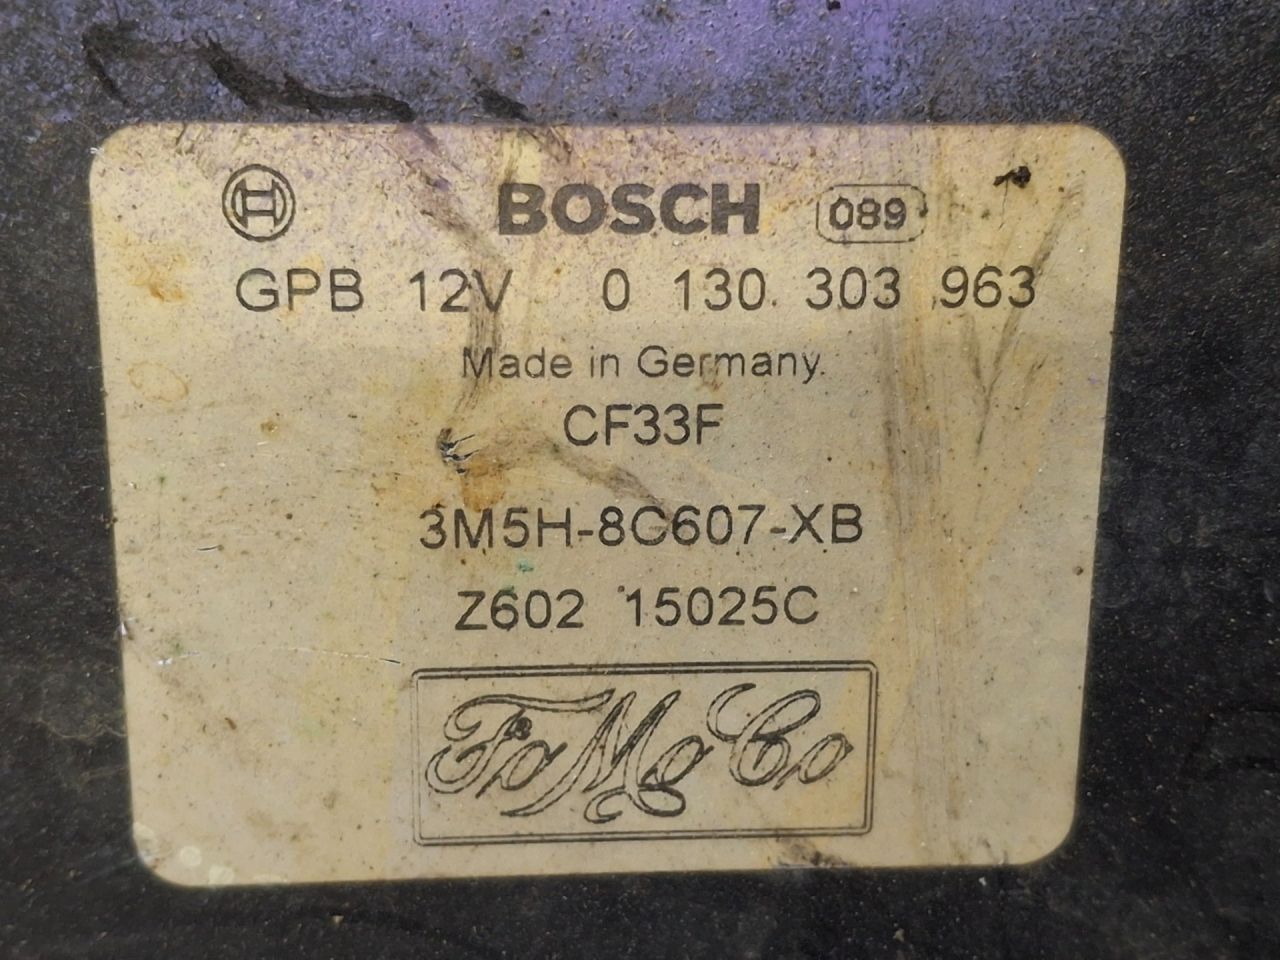 BOSCH 089
GPB 12V 0 130 303 963
Made in Germany.
CF33F
3M5H-8C607-XB
Z602 15025C
FoMoCo